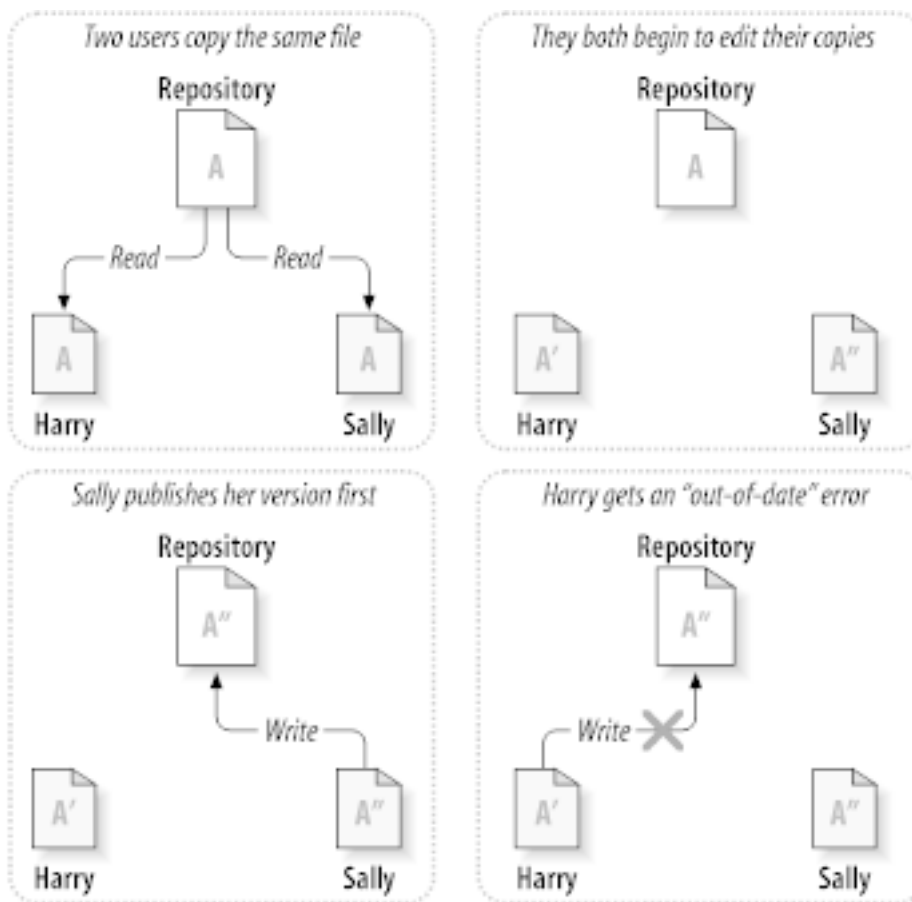 Two users copy the same file
Repository
A
Read Read
A A
Harry Sally
They both begin to edit their copies
Repository
A
A' A"
Harry Sally
Sally publishes her version first
Repository
A"
Write
A' A"
Harry Sally
Harry gets an “out-of-date” error
Repository
A"
Write
A' A"
Harry Sally